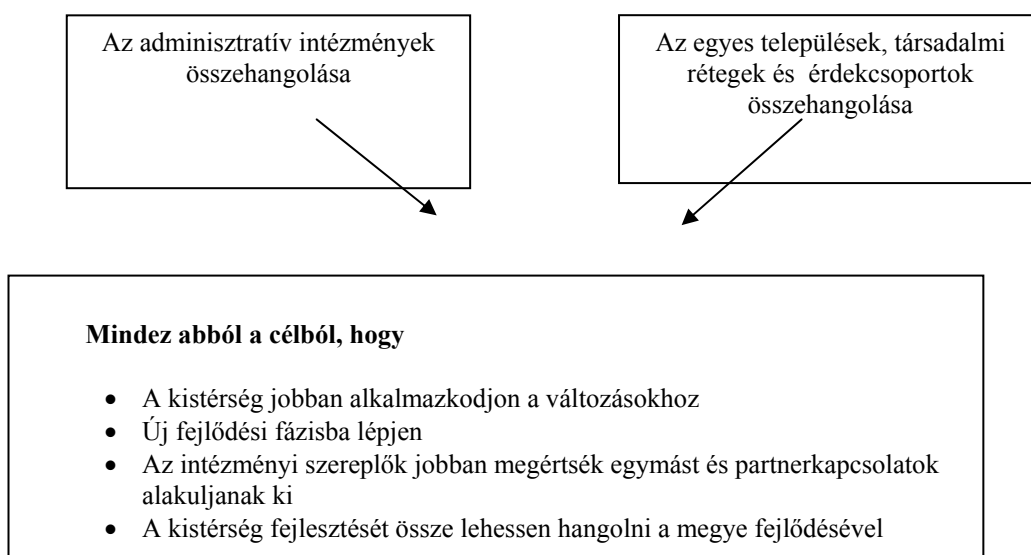 Az adminisztratív intézmények
összehangolása
Az egyes települések, társadalmi
rétegek és érdekcsoportok
összehangolása
Mindez abból a célból, hogy
• A kistérség jobban alkalmazkodjon a változásokhoz
• Új fejlődési fázisba lépjen
• Az intézményi szereplők jobban megértsék egymást és partnerkapcsolatok
alakuljanak ki
• A kistérség fejlesztését össze lehessen hangolni a megye fejlődésével